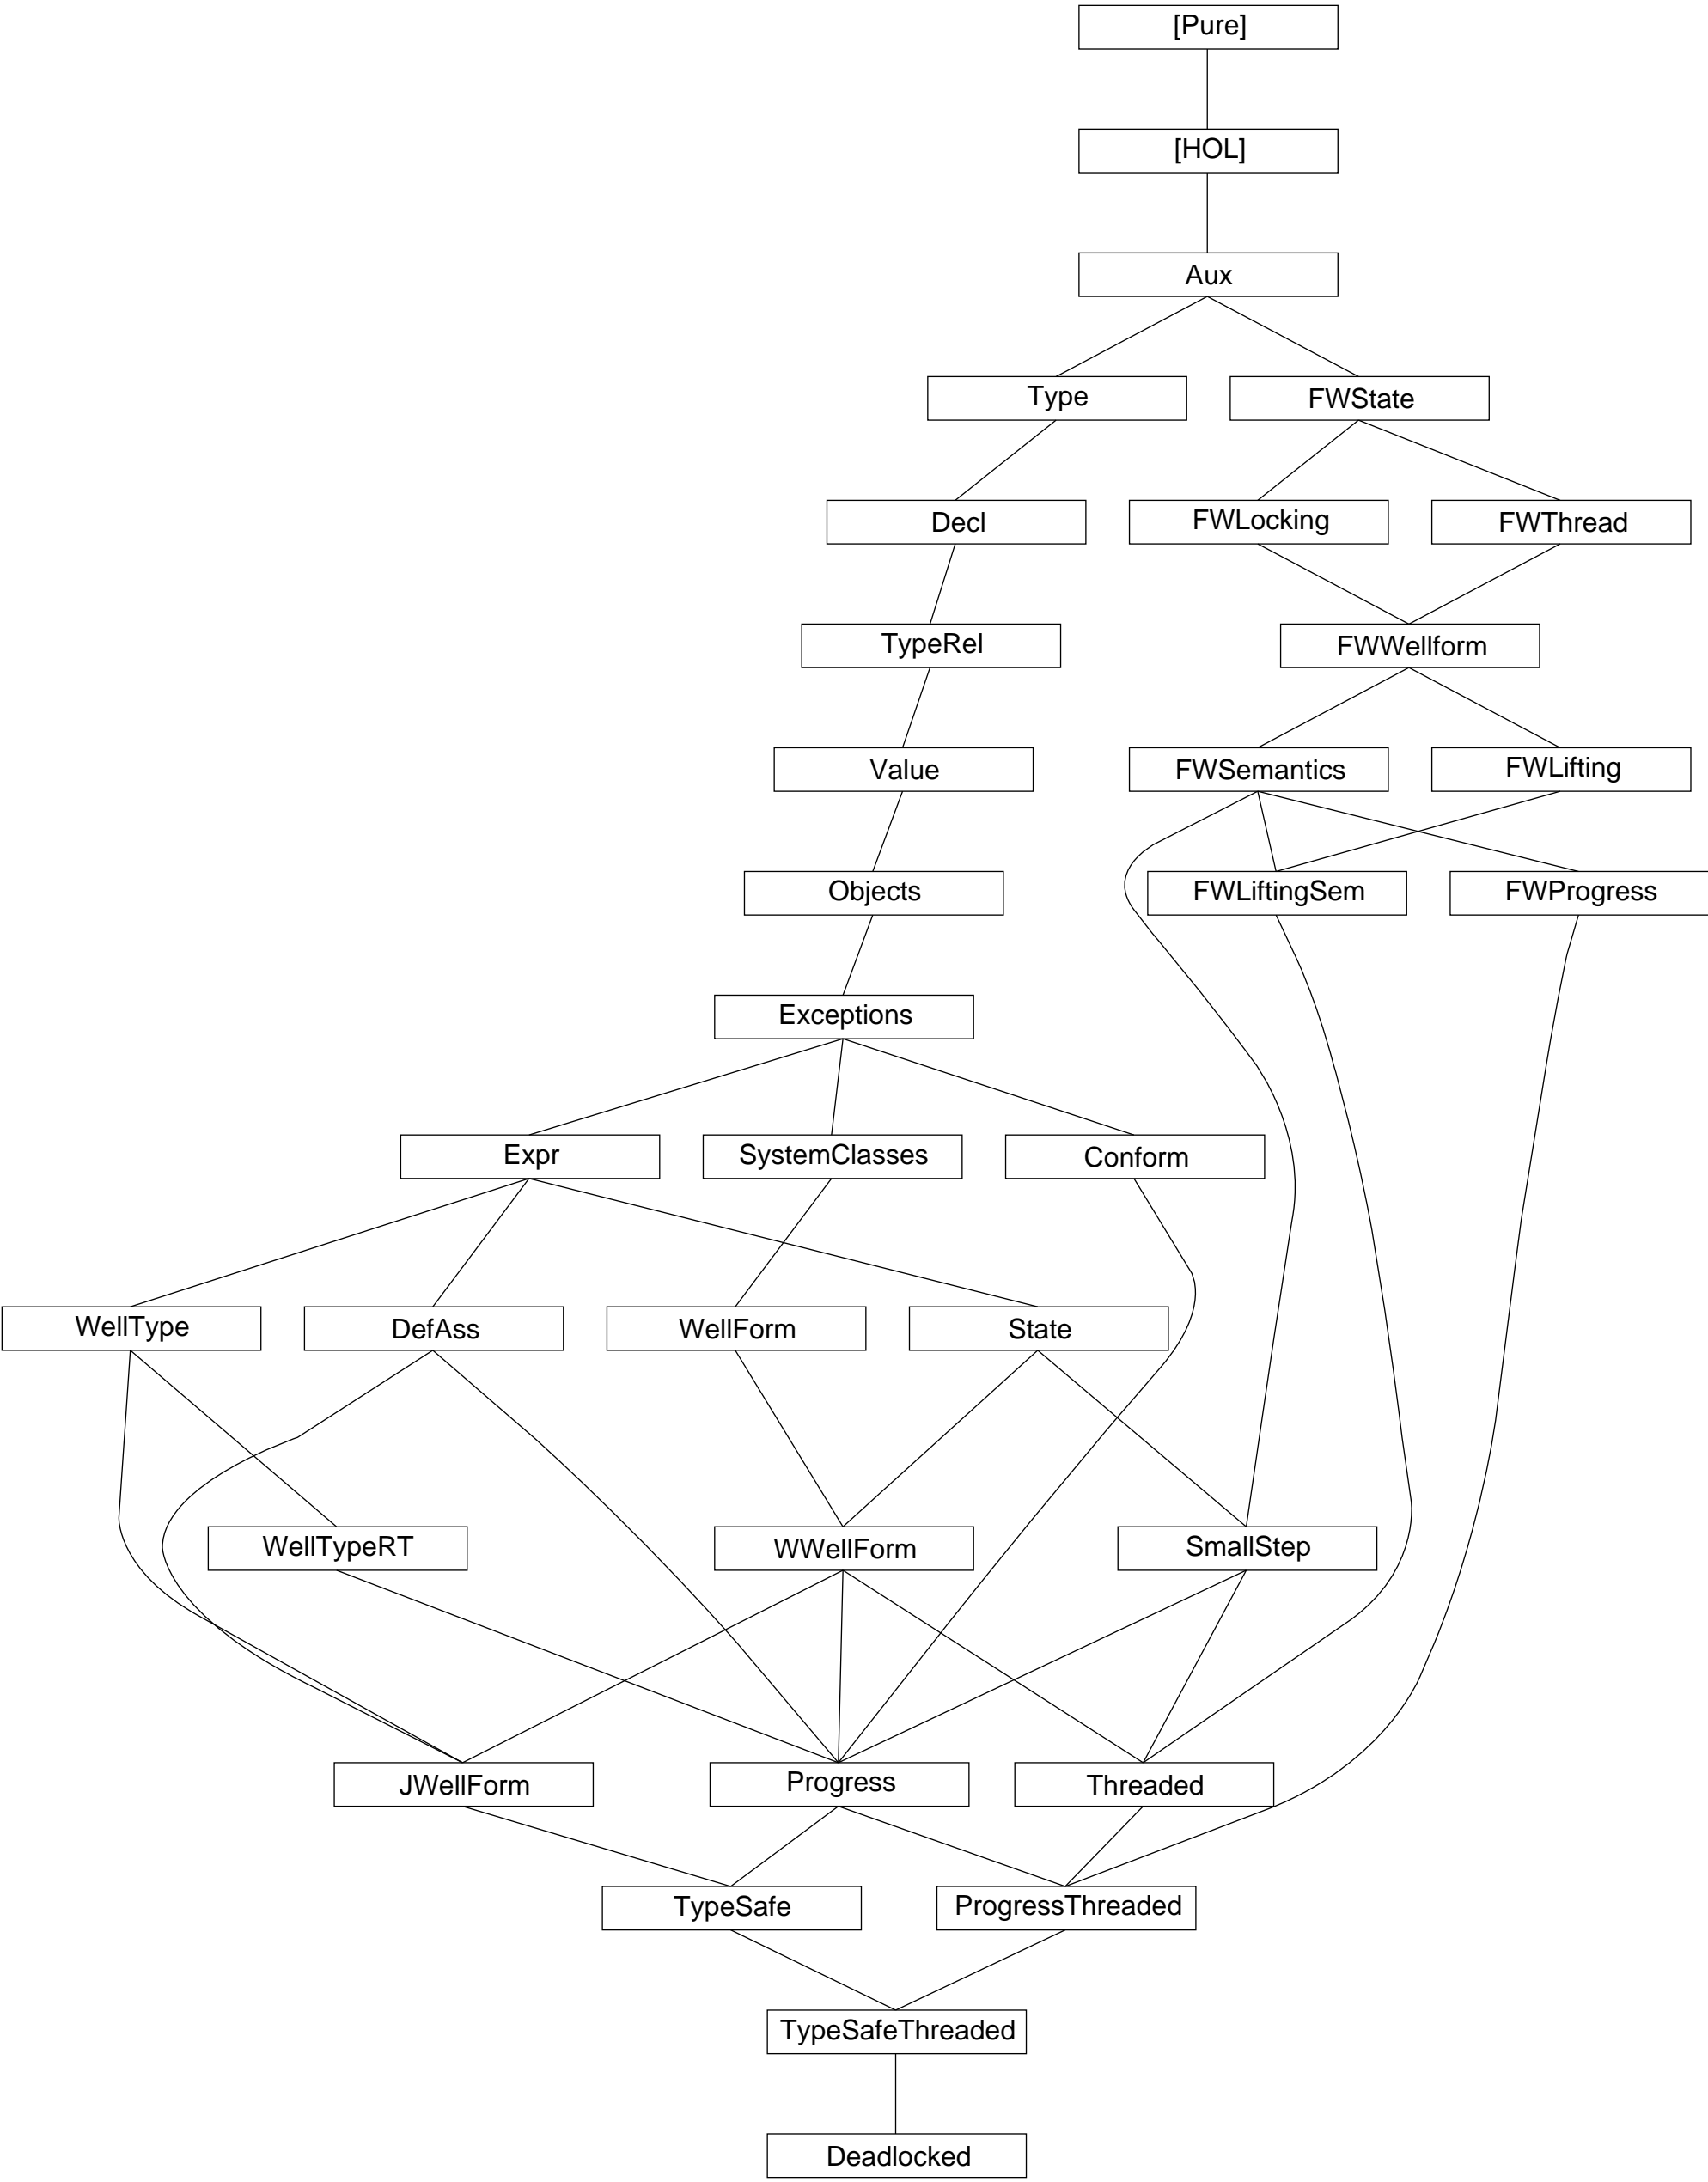 [Pure]
[HOL]
Aux
Type
FWState
Decl
FWLocking
FWThread
TypeRel
FWWellform
Value
FWSemantics
FWLifting
Objects
FWLiftingSem
FWProgress
Exceptions
Expr
SystemClasses
Conform
WellType
DefAss
WellForm
State
WellTypeRT
WWellForm
SmallStep
JWellForm
Progress
Threaded
TypeSafe
ProgressThreaded
TypeSafeThreaded
Deadlocked